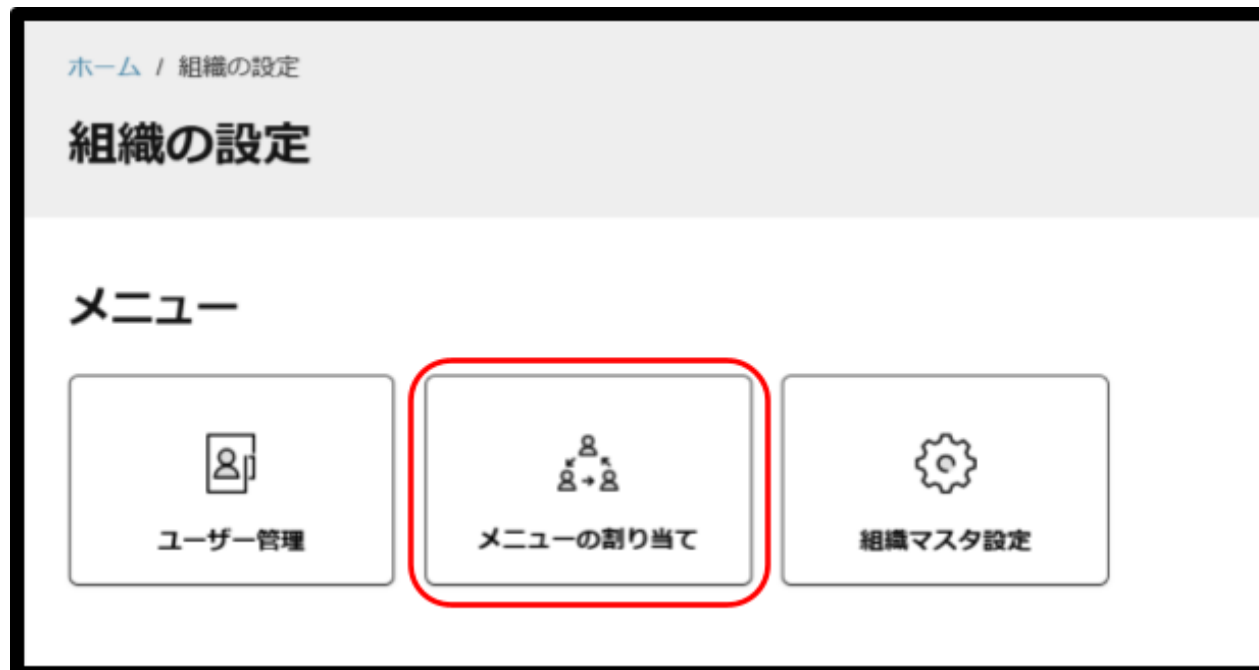 ホーム / 組織の設定
組織の設定
メニュー
ユーザー管理
メニューの割り当て
組織マスタ設定